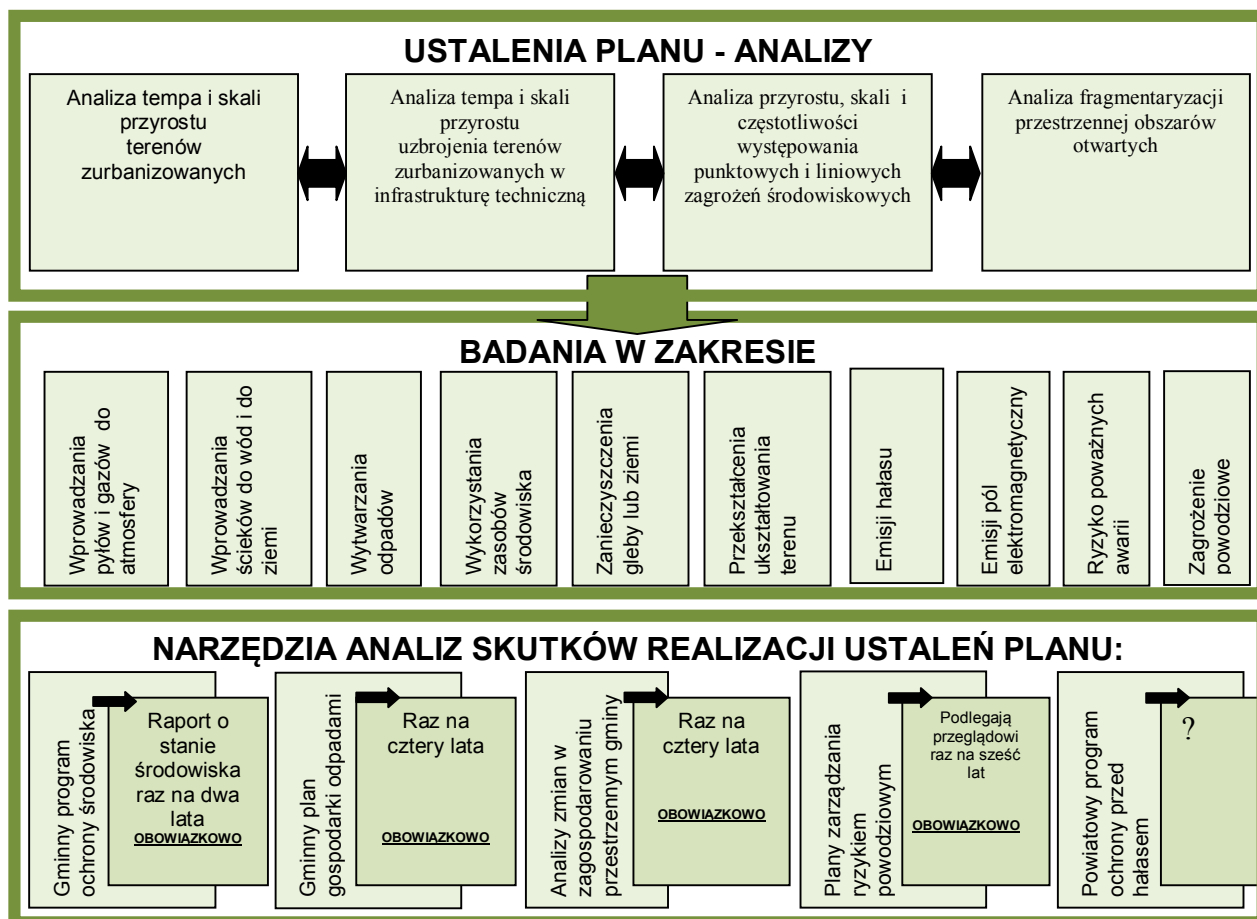 USTALENIA PLANU - ANALIZY
Analiza tempa i skali
przyrostu
terenów
zurbanizowanych
Analiza tempa i skali
przyrostu
uzbrojenia terenów
zurbanizowanych w
infrastrukturę techniczną
Analiza przyrostu, skali i
częstotliwości
występowania
punktowych i liniowych
zagrożeń środowiskowych
Analiza fragmentaryzacji
przestrzennej obszarów
otwartych
BADANIA W ZAKRESIE
Wprowadzania
pyłów i gazów do
atmosfery
Wprowadzania
ścieków do wód i do
ziemi
Wytwarzania
odpadów
Wykorzystania
zasobów
środowiska
Zanieczyszczenia
gleby lub ziemi
Przekształcenia
ukształtowania
terenu
Emisji hałasu
Emisji pól
elektromagnetyczny
Ryzyko poważnych
awarii
Zagrożenie
powodziowe
NARZĘDZIA ANALIZ SKUTKÓW REALIZACJI USTALEŃ PLANU:
Gminny program
ochrony środowiska
Raport o
stanie
środowiska
raz na dwa
lata
OBOWIĄZKOWO
Gminny plan
gospodarki odpadami
Raz na
cztery lata
OBOWIĄZKOWO
Analizy zmian w
zagospodarowaniu
przestrzennym gminy
Raz na
cztery lata
OBOWIĄZKOWO
Plany zarządzania
ryzykiem
powodziowym
Podlegają
przeglądowi
raz na sześć
lat
OBOWIĄZKOWO
Powiatowy program
ochrony przed
hałasem
?